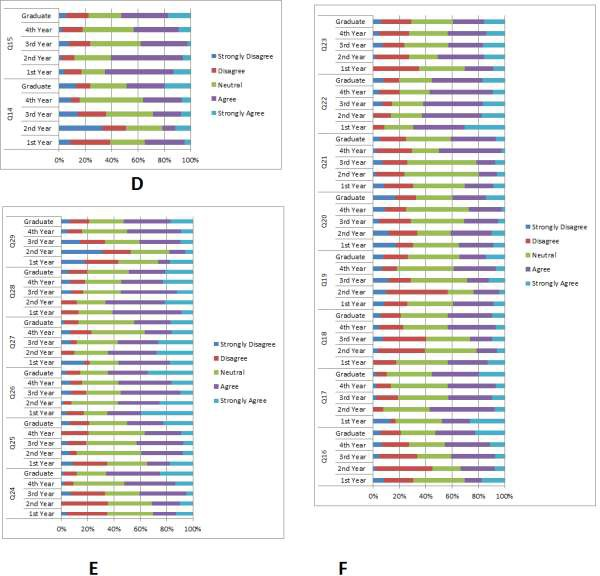 Q15
Graduate
4th Year
3rd Year
2nd Year
1st Year
Q14
Graduate
4th Year
3rd Year
2nd Year
1st Year
0% 20% 40% 60% 80% 100%
Strongly Disagree
Disagree
Neutral
Agree
Strongly Agree
D
Q29
Graduate
4th Year
3rd Year
2nd Year
1st Year
Q28
Graduate
4th Year
3rd Year
2nd Year
1st Year
Q27
Graduate
4th Year
3rd Year
2nd Year
1st Year
Q26
Graduate
4th Year
3rd Year
2nd Year
1st Year
Q25
Graduate
4th Year
3rd Year
2nd Year
1st Year
Q24
Graduate
4th Year
3rd Year
2nd Year
1st Year
0% 20% 40% 60% 80% 100%
Strongly Disagree
Disagree
Neutral
Agree
Strongly Agree
E
Q23
Graduate
4th Year
3rd Year
2nd Year
1st Year
Q22
Graduate
4th Year
3rd Year
2nd Year
1st Year
Q21
Graduate
4th Year
3rd Year
2nd Year
1st Year
Q20
Graduate
4th Year
3rd Year
2nd Year
1st Year
Q19
Graduate
4th Year
3rd Year
2nd Year
1st Year
Q18
Graduate
4th Year
3rd Year
2nd Year
1st Year
Q17
Graduate
4th Year
3rd Year
2nd Year
1st Year
Q16
Graduate
4th Year
3rd Year
2nd Year
1st Year
0% 20% 40% 60% 80% 100%
Strongly Disagree
Disagree
Neutral
Agree
Strongly Agree
F